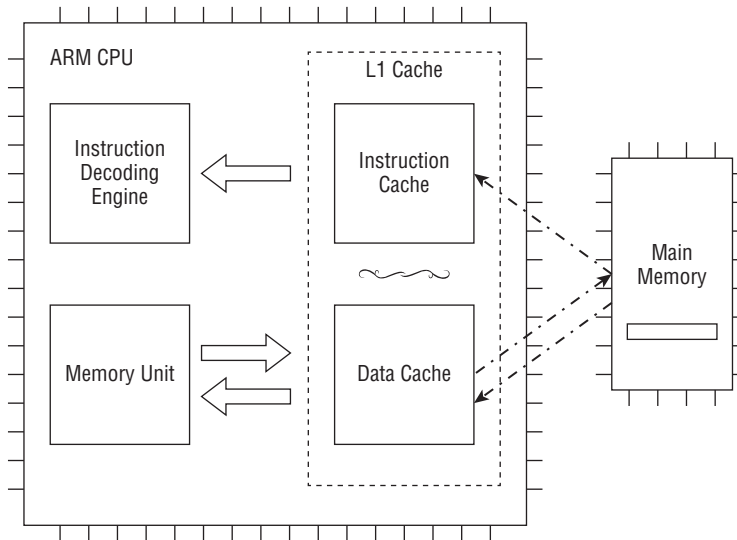 ARM CPU
L1 Cache
Instruction
Decoding
Engine
Instruction
Cache
Main
Memory
Memory Unit
Data Cache